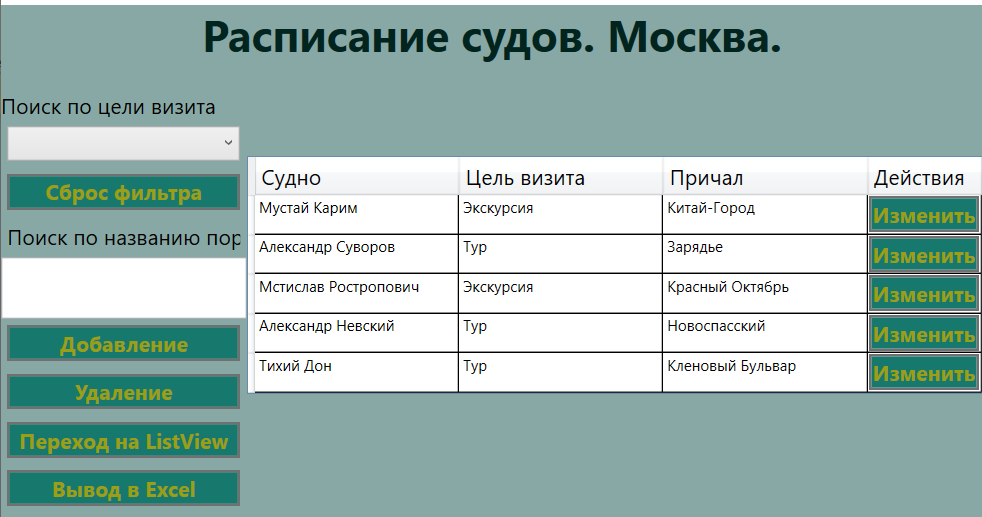 Расписание судов. Москва.
Поиск по цели визита
Сброс фильтра
Поиск по названию пор
Добавление
Удаление
Переход на ListView
Вывод в Excel
Судно Цель визита Причал Действия
Мустай Карим Экскурсия Китай-Город Изменить
Александр Суворов Тур Зарядье Изменить
Мстислав Ростропович Экскурсия Красный Октябрь Изменить
Александр Невский Тур Новоспасский Изменить
Тихий Дон Тур Кленовый Бульвар Изменить